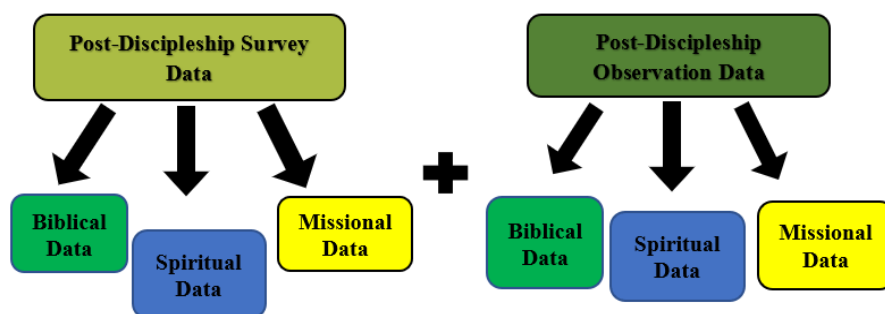 Post-Discipleship Survey
Data
Post-Discipleship
Observation Data
Biblical
Data
Spiritual
Data
Missional
Data
Biblical
Data
Spiritual
Data
Missional
Data